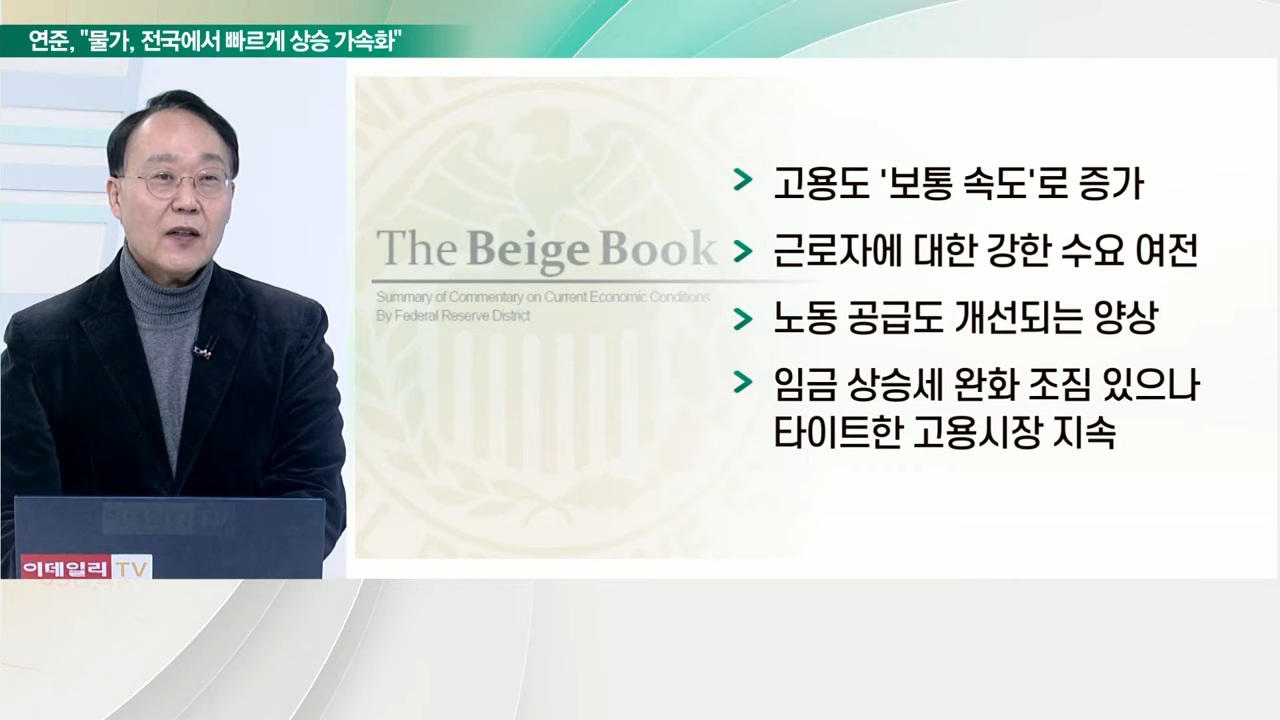 연준, "물가, 전국에서 빠르게 상승 가속화"
The Beige Book
Summary of Commentary on Current Economic Conditions
By Federal Reserve District
> 고용도 '보통 속도'로 증가
> 근로자에 대한 강한 수요 여전
> 노동 공급도 개선되는 양상
> 임금 상승세 완화 조짐 있으나
타이트한 고용시장 지속
이데일리 TV